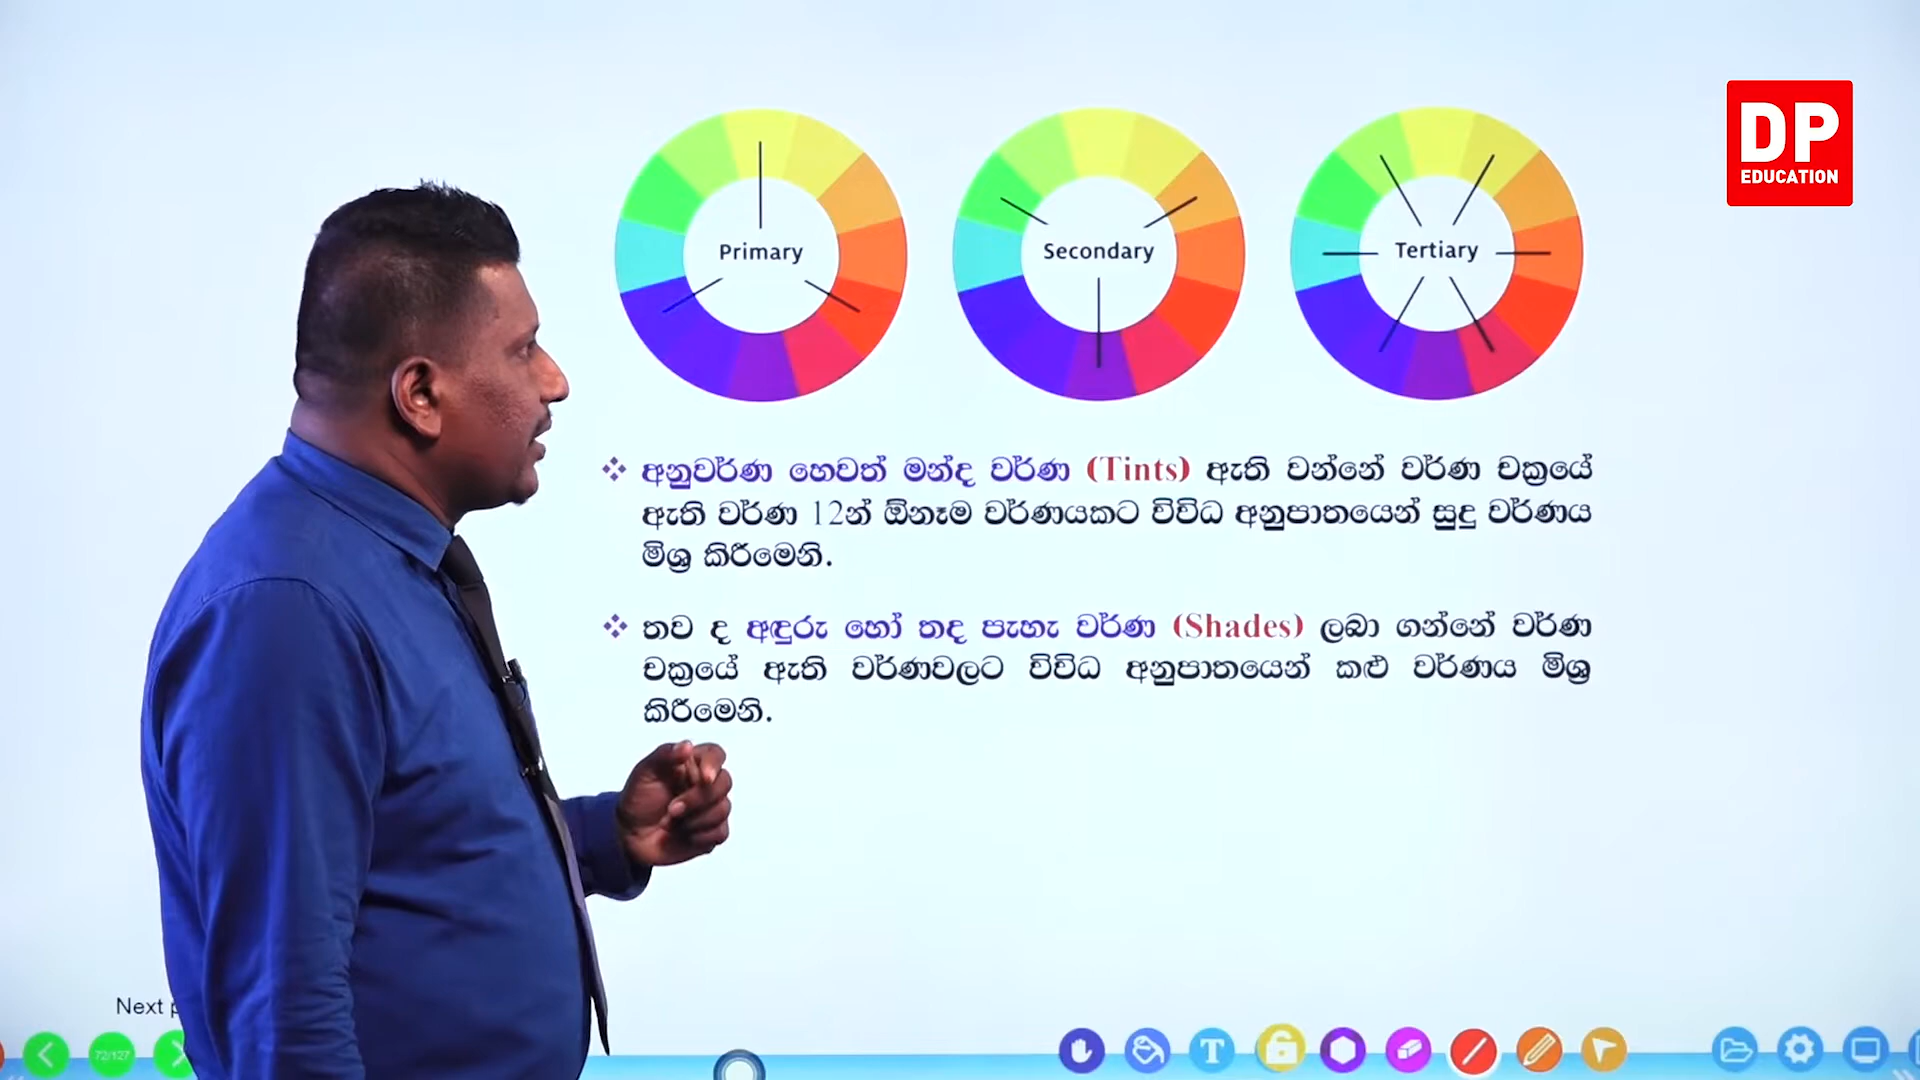 DP
EDUCATION
Primary
Secondary
Tertiary
අනුවර්ණ හෙවත් මන්ද වර්ණ (Tints) ඇති වන්නේ වර්ණ චක්‍රයේ
ඇති වර්ණ 12න් ඕනෑම වර්ණයකට විවිධ අනුපාතයෙන් සුදු වර්ණය
මිශ්‍ර කිරීමෙනි.
තව ද අඳුරු හෝ තද පැහැ වර්ණ (Shades) ලබා ගන්නේ වර්ණ
චක්‍රයේ ඇති වර්ණවලට විවිධ අනුපාතයෙන් කළු වර්ණය මිශ්‍ර
කිරීමෙනි.
Next
72/127
T